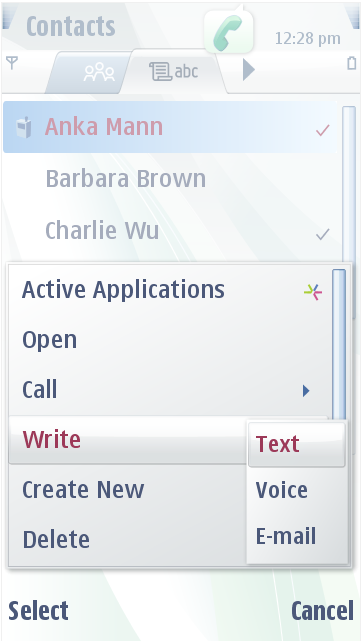 Contacts
12:28 pm
abc
Anka Mann
Barbara Brown
Charlie Wu
Active Applications
Open
Call
Write
Text
Voice
Create New
E-mail
Delete
Select
Cancel